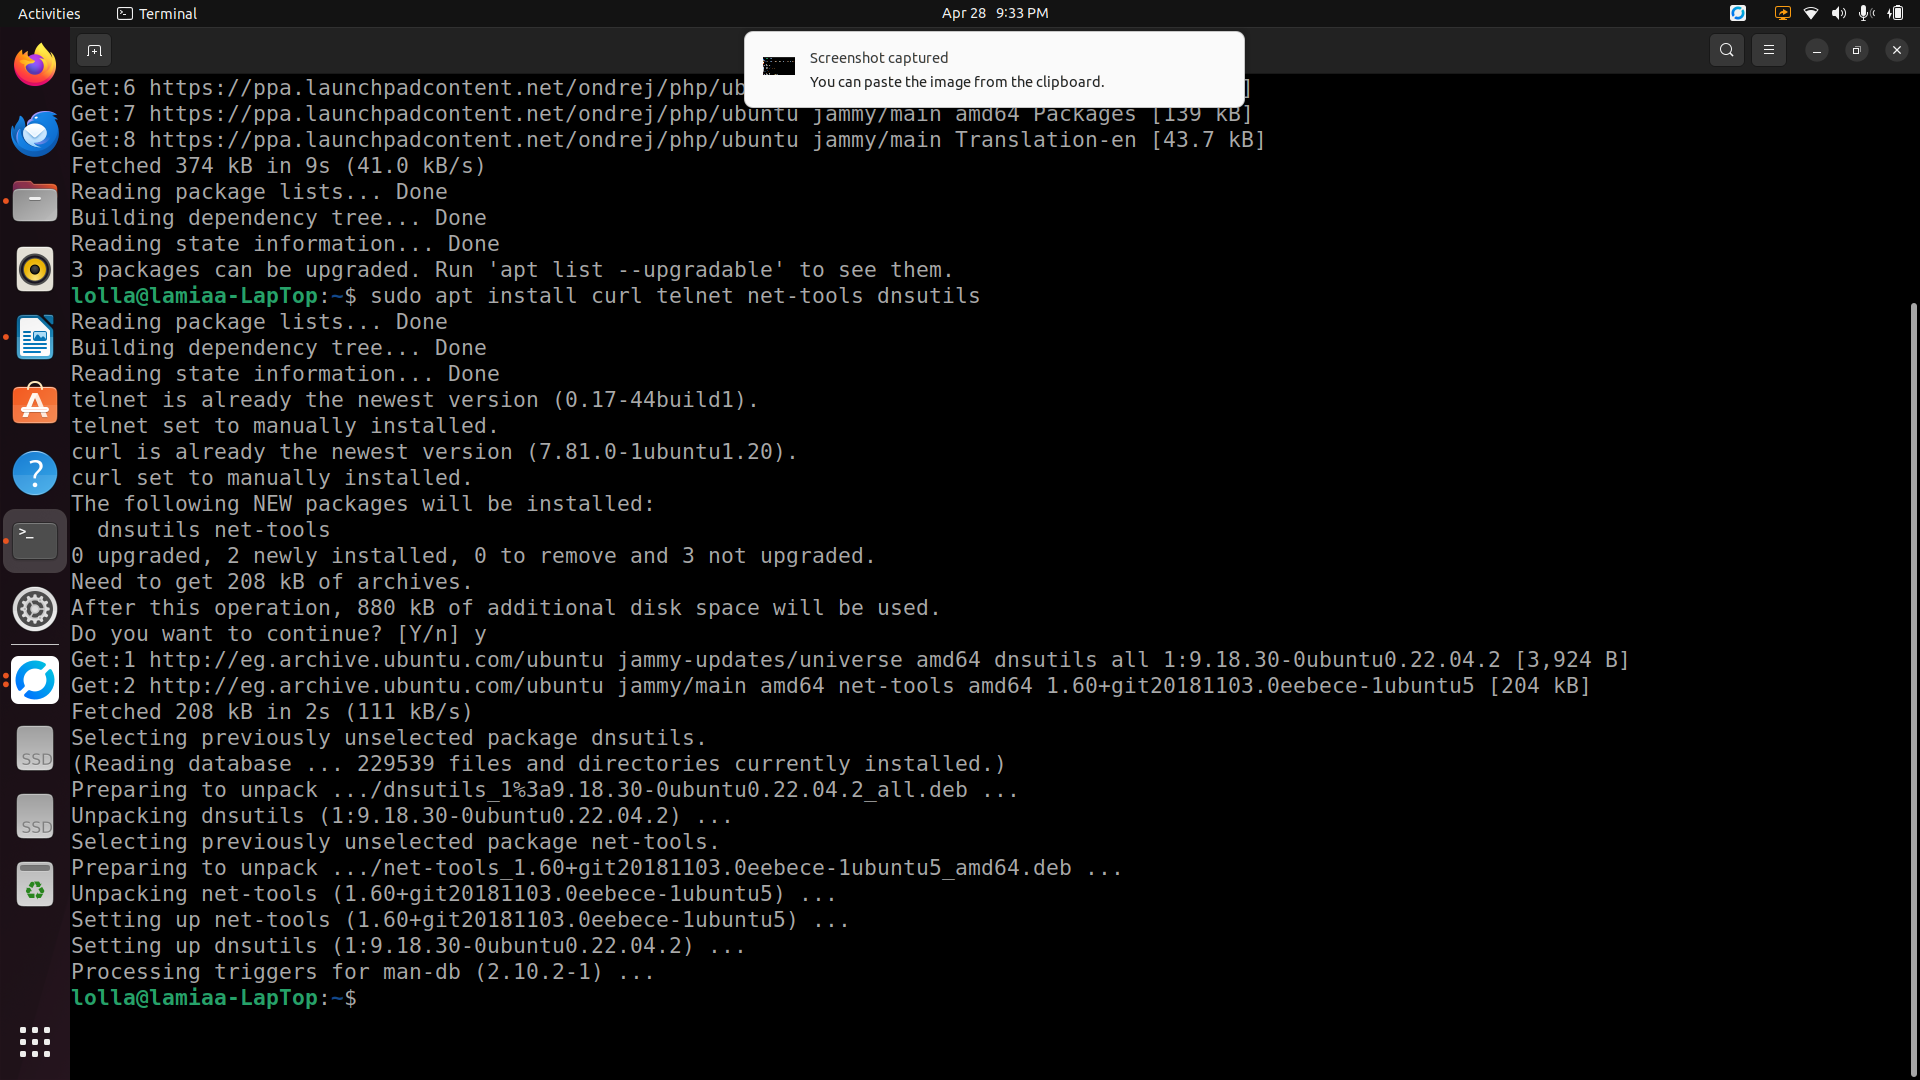 Activities
Terminal
Apr 28 9:33 PM
Screenshot captured
You can paste the image from the clipboard.
Get:6 https://ppa.launchpadcontent.net/ondrej/php/ub
Get:7 https://ppa.launchpadcontent.net/ondrej/php/ubuntu jammy/main amd64 Packages [139 kB]
Get:8 https://ppa.launchpadcontent.net/ondrej/php/ubuntu jammy/main Translation-en [43.7 kB]
Fetched 374 kB in 9s (41.0 kB/s)
Reading package lists... Done
Building dependency tree... Done
Reading state information... Done
3 packages can be upgraded. Run 'apt list --upgradable' to see them.
lolla@lamiaa-LapTop:~$ sudo apt install curl telnet net-tools dnsutils
Reading package lists... Done
Building dependency tree... Done
Reading state information... Done
telnet is already the newest version (0.17-44build1).
telnet set to manually installed.
curl is already the newest version (7.81.0-1ubuntu1.20).
curl set to manually installed.
The following NEW packages will be installed:
  dnsutils net-tools
0 upgraded, 2 newly installed, 0 to remove and 3 not upgraded.
Need to get 208 kB of archives.
After this operation, 880 kB of additional disk space will be used.
Do you want to continue? [Y/n] y
Get:1 http://eg.archive.ubuntu.com/ubuntu jammy-updates/universe amd64 dnsutils all 1:9.18.30-0ubuntu0.22.04.2 [3,924 B]
Get:2 http://eg.archive.ubuntu.com/ubuntu jammy/main amd64 net-tools amd64 1.60+git20181103.0eebece-1ubuntu5 [204 kB]
Fetched 208 kB in 2s (111 kB/s)
Selecting previously unselected package dnsutils.
(Reading database ... 229539 files and directories currently installed.)
Preparing to unpack .../dnsutils_1%3a9.18.30-0ubuntu0.22.04.2_all.deb ...
Unpacking dnsutils (1:9.18.30-0ubuntu0.22.04.2) ...
Selecting previously unselected package net-tools.
Preparing to unpack .../net-tools_1.60+git20181103.0eebece-1ubuntu5_amd64.deb ...
Unpacking net-tools (1.60+git20181103.0eebece-1ubuntu5) ...
Setting up net-tools (1.60+git20181103.0eebece-1ubuntu5) ...
Setting up dnsutils (1:9.18.30-0ubuntu0.22.04.2) ...
Processing triggers for man-db (2.10.2-1) ...
lolla@lamiaa-LapTop:~$
SSD
SSD